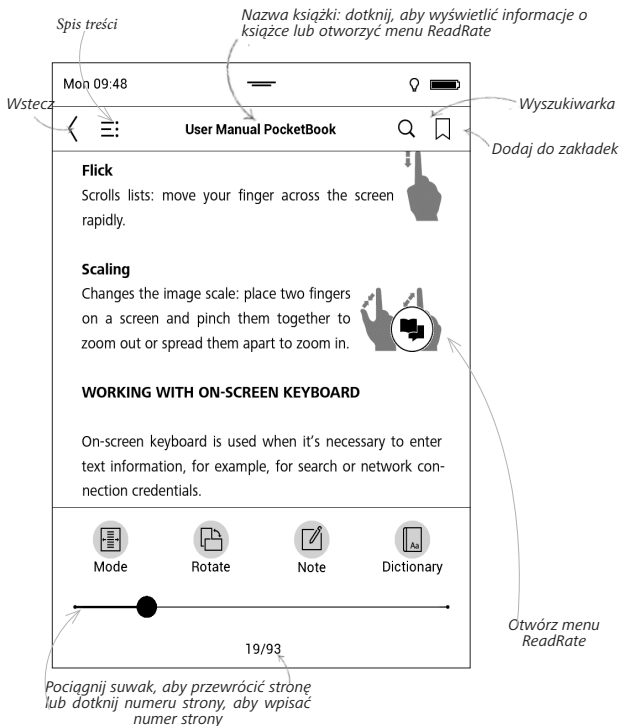 Nazwa książki: dotknij, aby wyświetlić informacje o
książce lub otworzyć menu ReadRate
Spis treści
Mon 09:48
Wstecz
Wyszukiwarka
User Manual PocketBook
Dodaj do zakładek
Flick
Scrolls lists: move your finger across the screen
rapidly.
Scaling
Changes the image scale: place two fingers
on a screen and pinch them together to
zoom out or spread them apart to zoom in.
WORKING WITH ON-SCREEN KEYBOARD
On-screen keyboard is used when it’s necessary to enter
text information, for example, for search or network con-
nection credentials.
Aa
Mode
Rotate
Note
Dictionary
Otwórz menu
ReadRate
19/93
Pociągnij suwak, aby przewrócić stronę
lub dotknij numeru strony, aby wpisać
numer strony